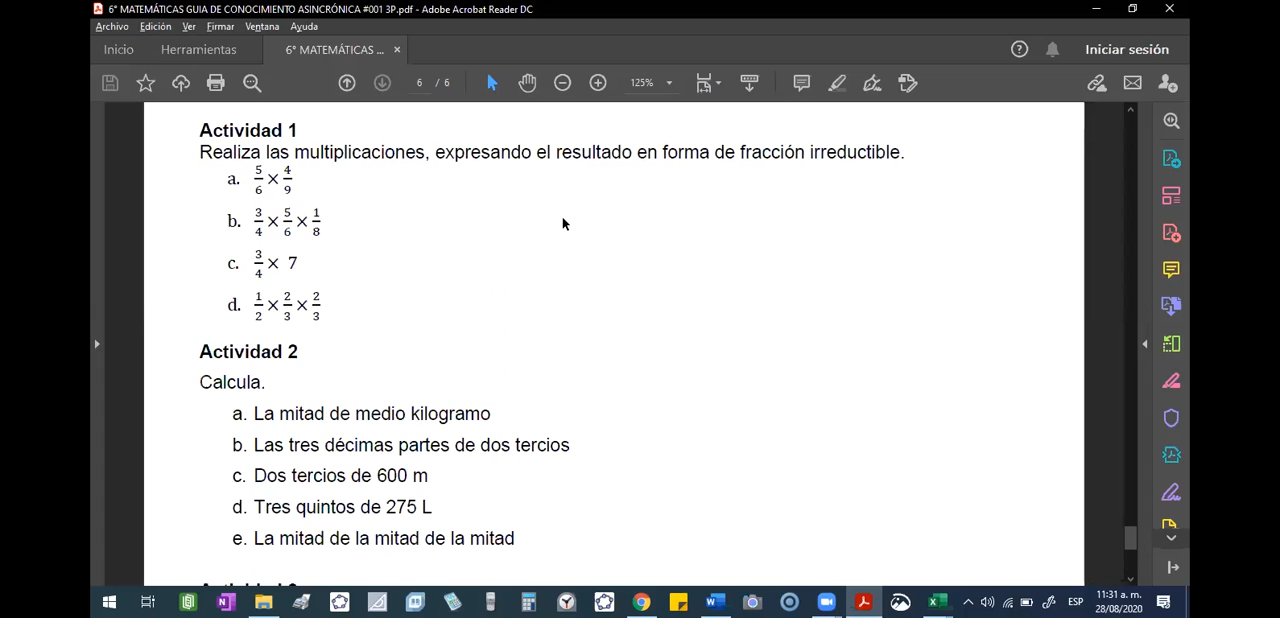 6° MATEMÁTICAS GUIA DE CONOCIMIENTO ASINCRÓNICA #001 3P.pdf - Adobe Acrobat Reader DC
Archivo Edición Ver Firmar Ventana Ayuda
Inicio Herramientas 6° MATEMÁTICAS ... × Iniciar sesión
6 / 6 125%
Actividad 1
Realiza las multiplicaciones, expresando el resultado en forma de fracción irreductible.
a. 5/6 × 4/9
b. 3/4 × 5/6 × 1/8
c. 3/4 × 7
d. 1/2 × 2/3 × 2/3
Actividad 2
Calcula.
a. La mitad de medio kilogramo
b. Las tres décimas partes de dos tercios
c. Dos tercios de 600 m
d. Tres quintos de 275 L
e. La mitad de la mitad de la mitad
ESP
11:31 a. m.
28/08/2020